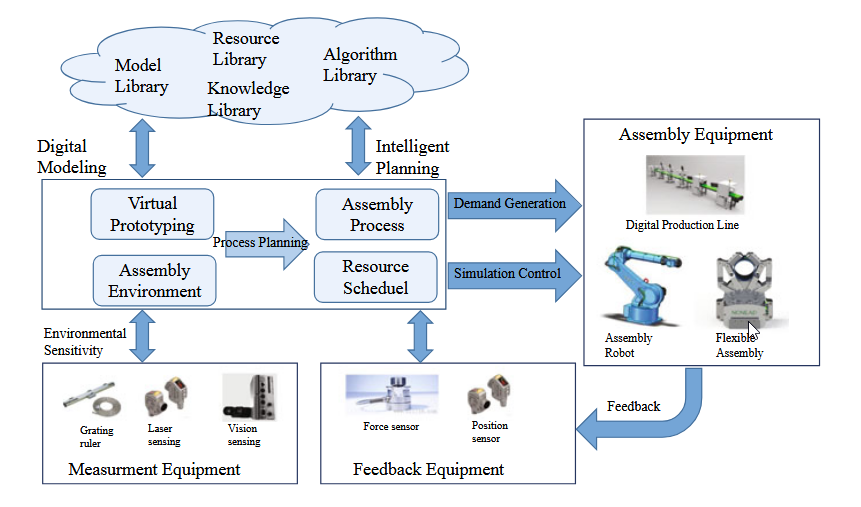 Resource
Library
Algorithm
Library
Model
Library
Knowledge
Library
Digital
Modeling
Intelligent
Planning
Virtual
Prototyping
Assembly
Process
Process Planning
Assembly
Environment
Resource
Scheduel
Demand Generation
Simulation Control
Assembly Equipment
Digital Production Line
Assembly
Robot
Flexible
Assembly
Environmental
Sensitivity
Grating
ruler
Laser
sensing
Vision
sensing
Measurment Equipment
Force sensor
Position
sensor
Feedback Equipment
Feedback